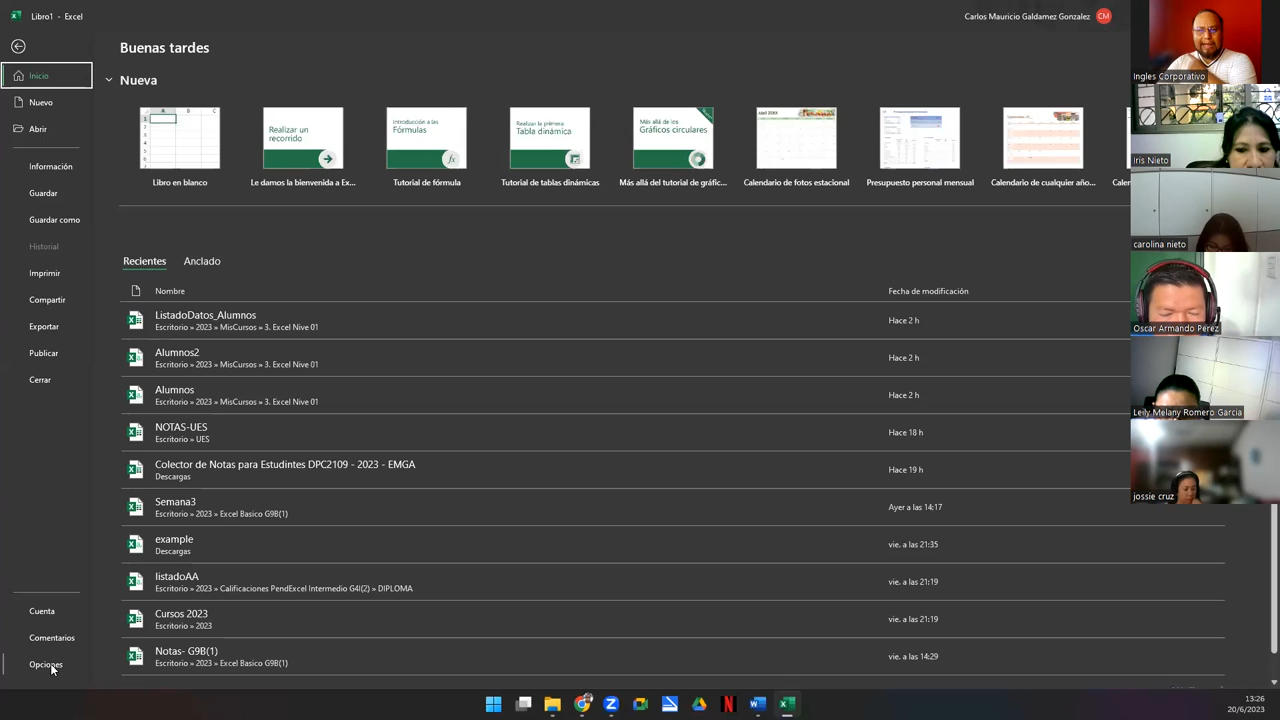 Libro1 - Excel
Carlos Mauricio Galdamez Gonzalez
CM
Inicio
Nuevo
Abrir
Información
Guardar
Guardar como
Historial
Imprimir
Compartir
Exportar
Publicar
Cerrar
Cuenta
Comentarios
Opciones
Buenas tardes
Nueva
A B C
Libro en blanco
Realizar un
recorrido
Le damos la bienvenida a Ex...
Introducción a las
Fórmulas
fx
Tutorial de fórmula
Realizar la primera
Tabla dinámica
Tutorial de tablas dinámicas
Más allá de los
Gráficos circulares
Más allá del tutorial de gráfic...
Calendario de fotos estacional
Presupuesto personal mensual
Calendario de cualquier año...
Recientes Anclado
Nombre Fecha de modificación
ListadoDatos_Alumnos
Escritorio » 2023 » MisCursos » 3. Excel Nive 01
Hace 2 h
Alumnos2
Escritorio » 2023 » MisCursos » 3. Excel Nive 01
Hace 2 h
Alumnos
Escritorio » 2023 » MisCursos » 3. Excel Nive 01
Hace 2 h
NOTAS-UES
Escritorio » UES
Hace 18 h
Colector de Notas para Estudintes DPC2109 - 2023 - EMGA
Descargas
Hace 19 h
Semana3
Escritorio » 2023 » Excel Basico G9B(1)
Ayer a las 14:17
example
Descargas
vie. a las 21:35
listadoAA
Escritorio » 2023 » Calificaciones PendExcel Intermedio G4I(2) » DIPLOMA
vie. a las 21:19
Cursos 2023
Escritorio » 2023
vie. a las 21:19
Notas- G9B(1)
Escritorio » 2023 » Excel Basico G9B(1)
vie. a las 14:29
Ingles Corporativo
Iris Nieto
carolina nieto
Oscar Armando Perez
Leily Melany Romero Garcia
jossie cruz
13:26
20/6/2023